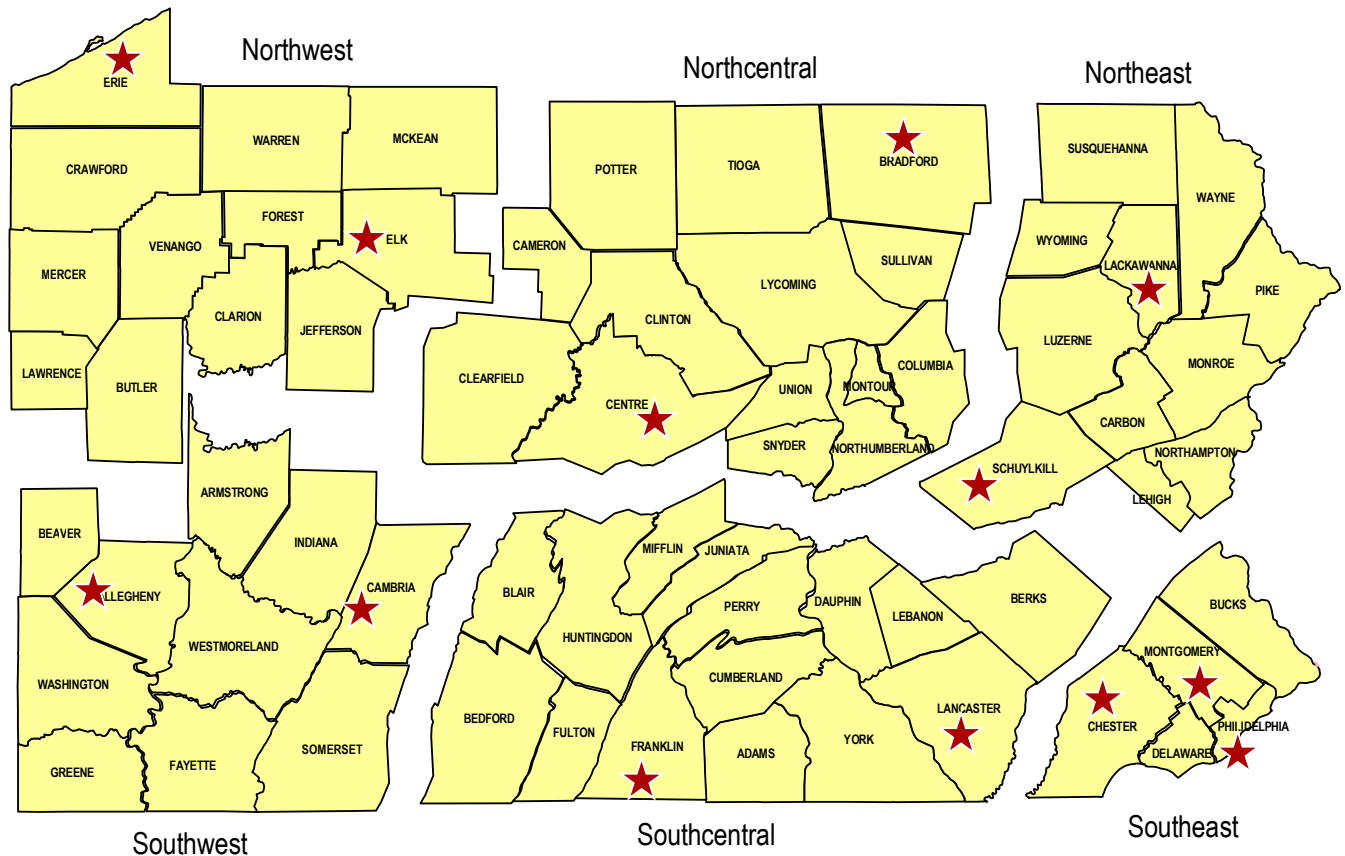 Northwest
Northcentral
Northeast
ERIE
WARREN
MCKEAN
CRAWFORD
FOREST
ELK
VENANGO
MERCER
CLARION
JEFFERSON
LAWRENCE
BUTLER
POTTER
TIOGA
BRADFORD
CAMERON
SULLIVAN
LYCOMING
CLINTON
COLUMBIA
CLEARFIELD
CENTRE
UNION
MONTOUR
SNYDER
NORTHUMBERLAND
SUSQUEHANNA
WAYNE
WYOMING
LACKAWANNA
PIKE
LUZERNE
MONROE
CARBON
NORTHAMPTON
SCHUYLKILL
LEHIGH
ARMSTRONG
BEAVER
INDIANA
LLEGHENY
CAMBRIA
WESTMORELAND
WASHINGTON
SOMERSET
FAYETTE
GREENE
MIFFLIN
JUNIATA
BLAIR
PERRY
DAUPHIN
LEBANON
BERKS
HUNTINGDON
CUMBERLAND
BEDFORD
LANCASTER
FULTON
FRANKLIN
ADAMS
YORK
BUCKS
MONTGOMERY
CHESTER
PHILIDELPHIA
DELAWARE
Southwest
Southcentral
Southeast